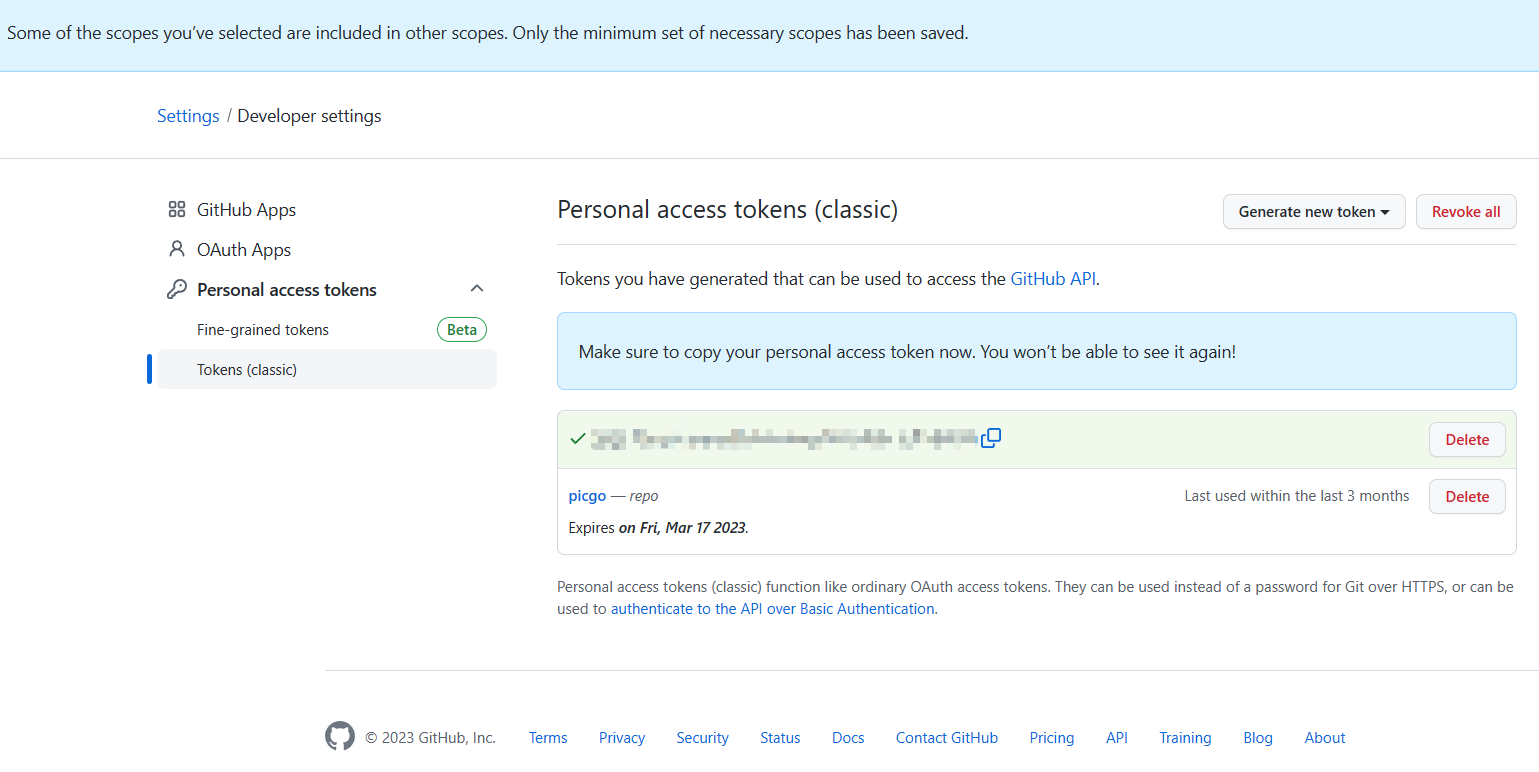 Some of the scopes you’ve selected are included in other scopes. Only the minimum set of necessary scopes has been saved.
Settings / Developer settings
GitHub Apps
OAuth Apps
Personal access tokens
Fine-grained tokens Beta
Tokens (classic)
Personal access tokens (classic) Generate new token Revoke all
Tokens you have generated that can be used to access the GitHub API.
Make sure to copy your personal access token now. You won’t be able to see it again!
Delete
picgo — repo Last used within the last 3 months Delete
Expires on Fri, Mar 17 2023.
Personal access tokens (classic) function like ordinary OAuth access tokens. They can be used instead of a password for Git over HTTPS, or can be
used to authenticate to the API over Basic Authentication.
© 2023 GitHub, Inc. Terms Privacy Security Status Docs Contact GitHub Pricing API Training Blog About